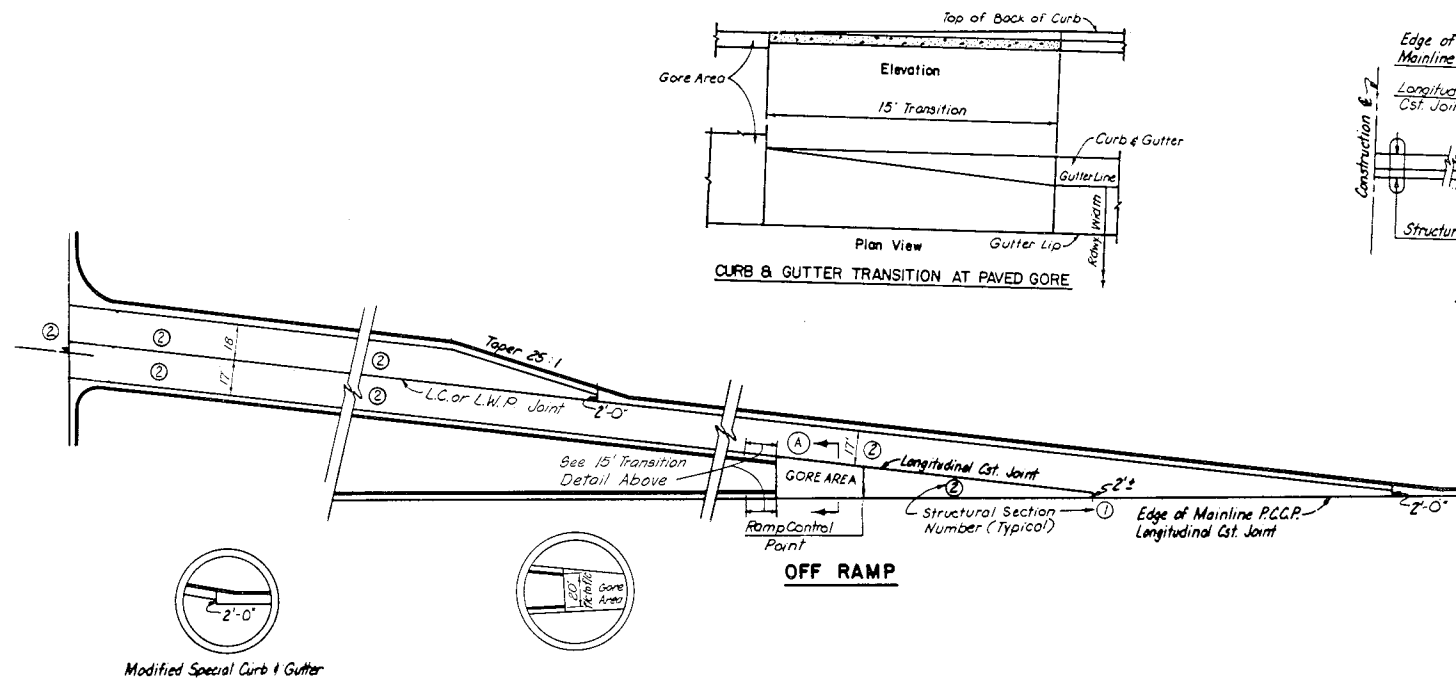 Top of Back of Curb
Gore Area
Elevation
15' Transition
Curb & Gutter
Gutter Line
Rdwy. Width
Plan View
Gutter Lip
CURB & GUTTER TRANSITION AT PAVED GORE
Edge of
Mainline
Longitud
Cst. Join
Construction ℄
Structur
②
②
②
18'
17'
②
②
Taper 25:1
L.C. or L.W.P. Joint
2'-0"
See 15' Transition
Detail Above
Ⓐ
17'
②
Longitudinal Cst. Joint
GORE AREA
②
2'±
Structural Section
Number (Typical)
①
Edge of Mainline P.C.C.P.
Longitudinal Cst. Joint
2'-0"
Ramp Control
Point
OFF RAMP
2'-0"
Modified Special Curb & Gutter
20'
Gore
Area